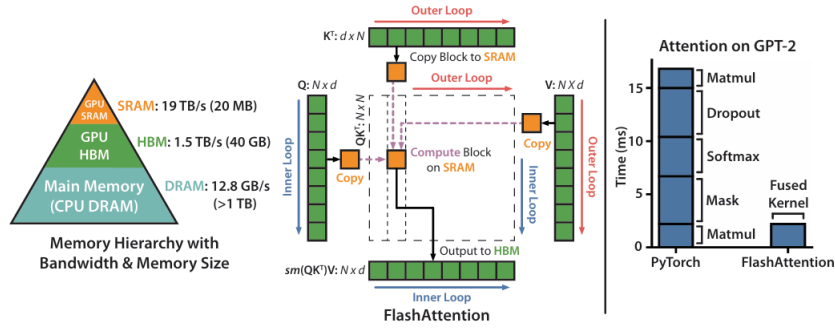 GPU
SRAM
GPU
HBM
Main Memory
(CPU DRAM)
SRAM: 19 TB/s (20 MB)
HBM: 1.5 TB/s (40 GB)
DRAM: 12.8 GB/s
(>1 TB)
Memory Hierarchy with
Bandwidth & Memory Size
Outer Loop
Kᵀ: d x N
Copy Block to SRAM
Q: N x d
Outer Loop
V: N X d
QKᵀ: N x N
Inner Loop
Copy
Compute Block
on SRAM
Copy
Inner Loop
Outer Loop
Output to HBM
sm(QKᵀ)V: N x d
Inner Loop
FlashAttention
Attention on GPT-2
Time (ms)
15
10
5
0
Matmul
Dropout
Softmax
Mask
Matmul
Fused
Kernel
PyTorch
FlashAttention